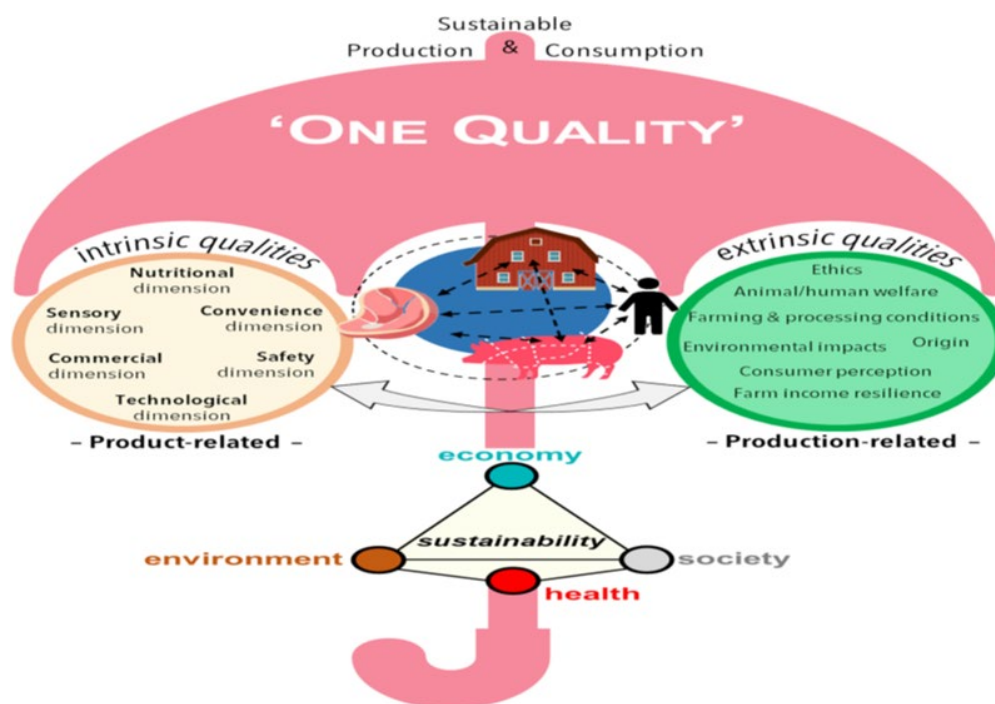 Sustainable
Production & Consumption
‘ONE QUALITY’
intrinsic qualities
Nutritional
dimension
Sensory
dimension
Convenience
dimension
Commercial
dimension
Safety
dimension
Technological
dimension
– Product-related –
extrinsic qualities
Ethics
Animal/human welfare
Farming & processing conditions
Environmental impacts
Origin
Consumer perception
Farm income resilience
– Production-related –
economy
sustainability
environment
society
health